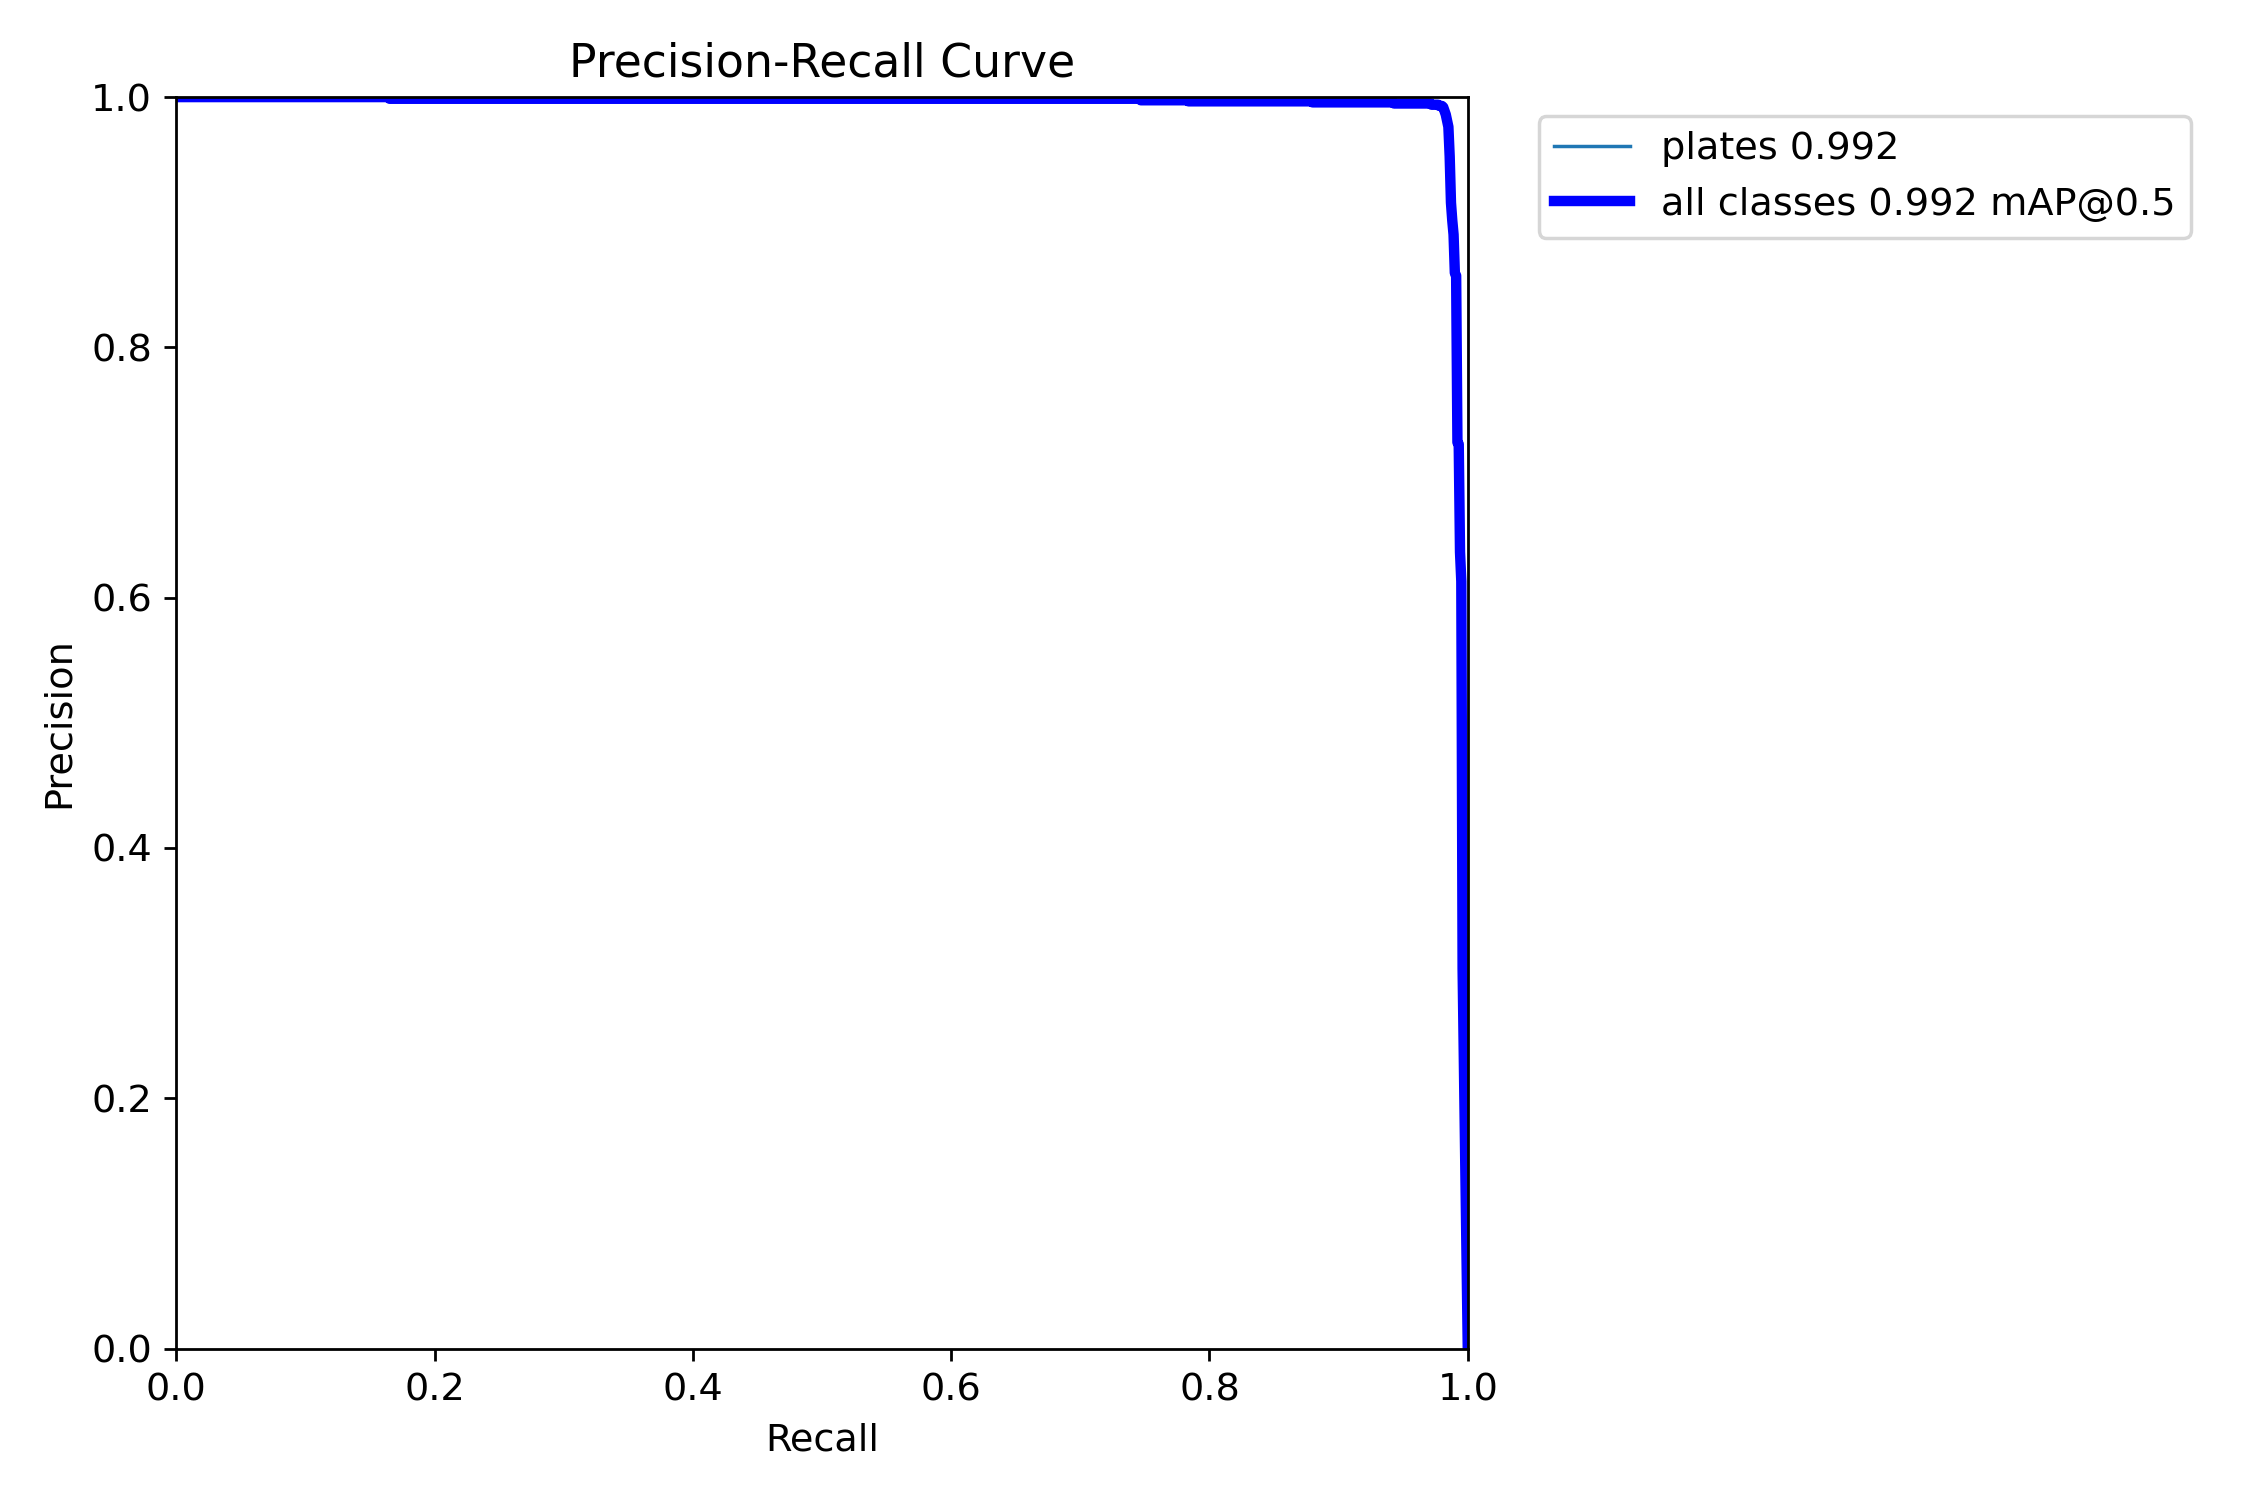 Precision-Recall Curve
1.0
0.8
0.6
0.4
0.2
0.0
Precision
0.0 0.2 0.4 0.6 0.8 1.0
Recall
plates 0.992
all classes 0.992 mAP@0.5